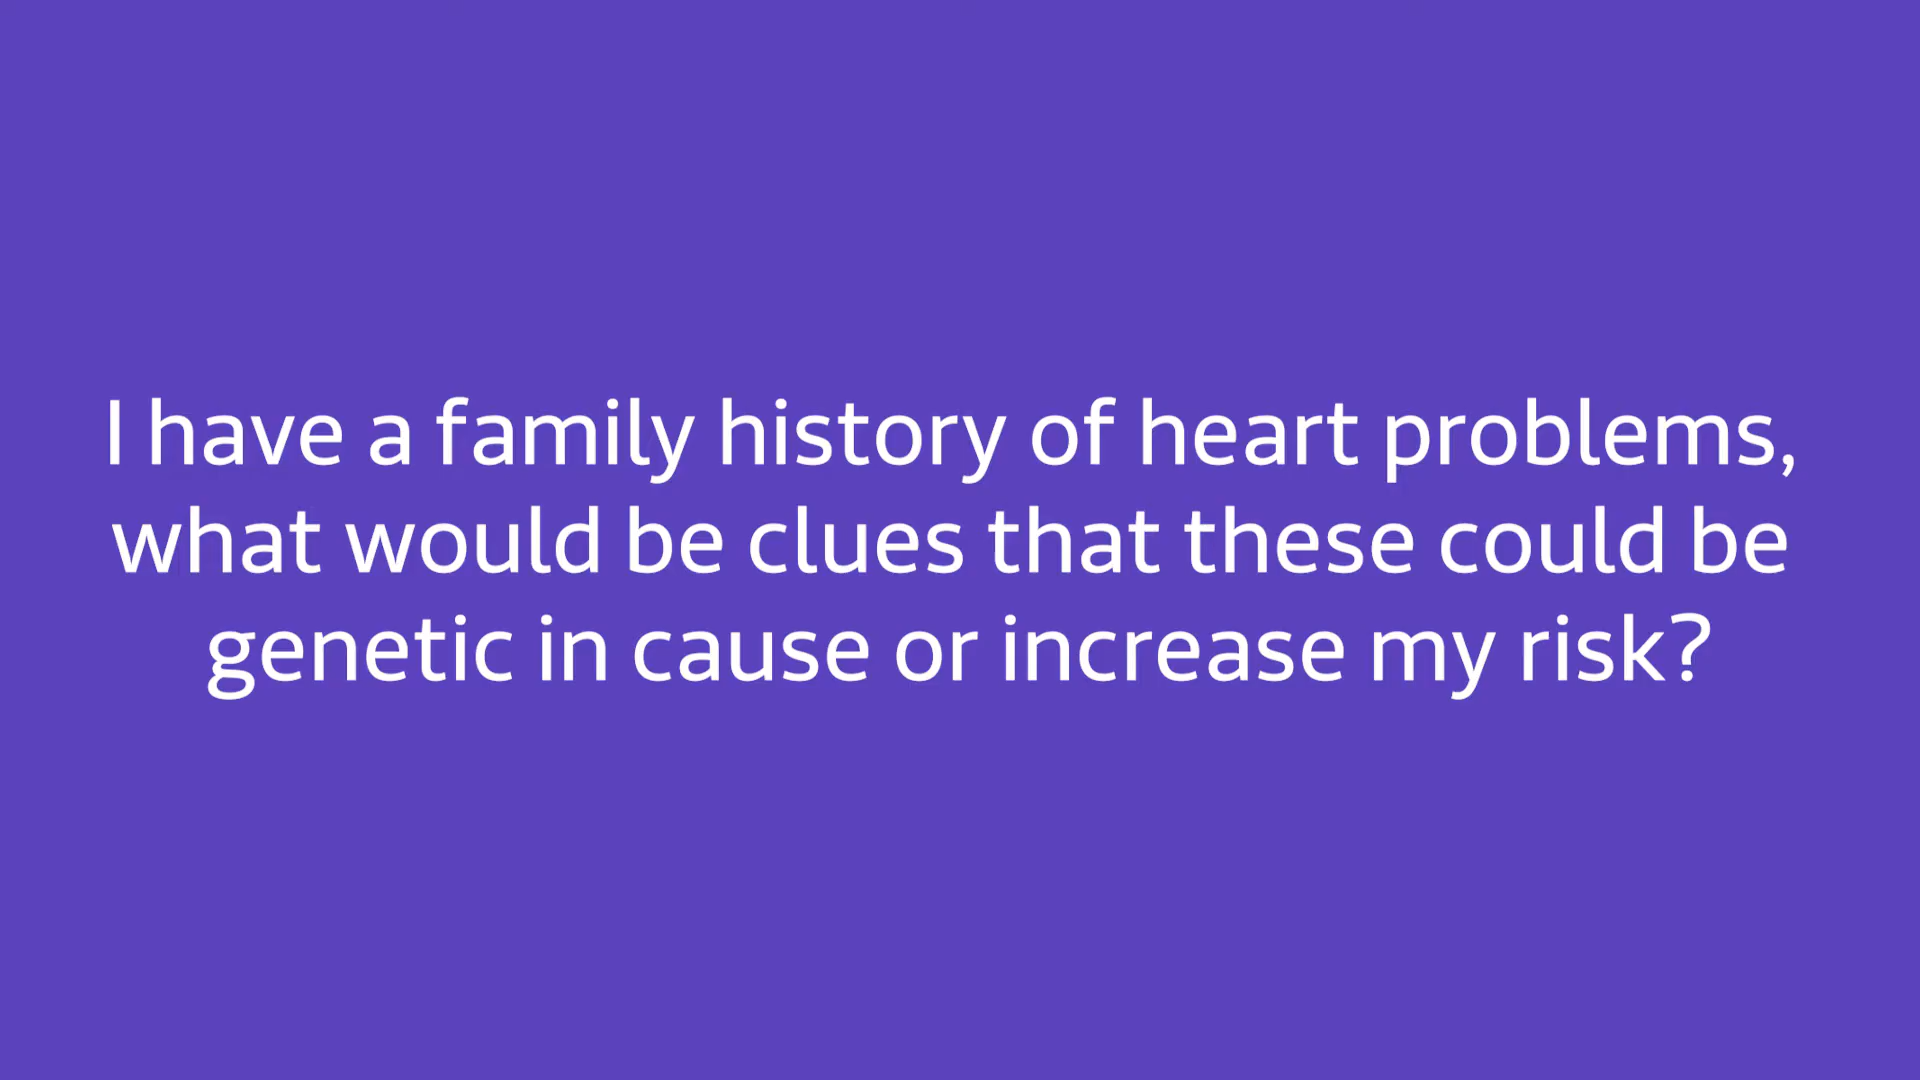 I have a family history of heart problems,
what would be clues that these could be
genetic in cause or increase my risk?